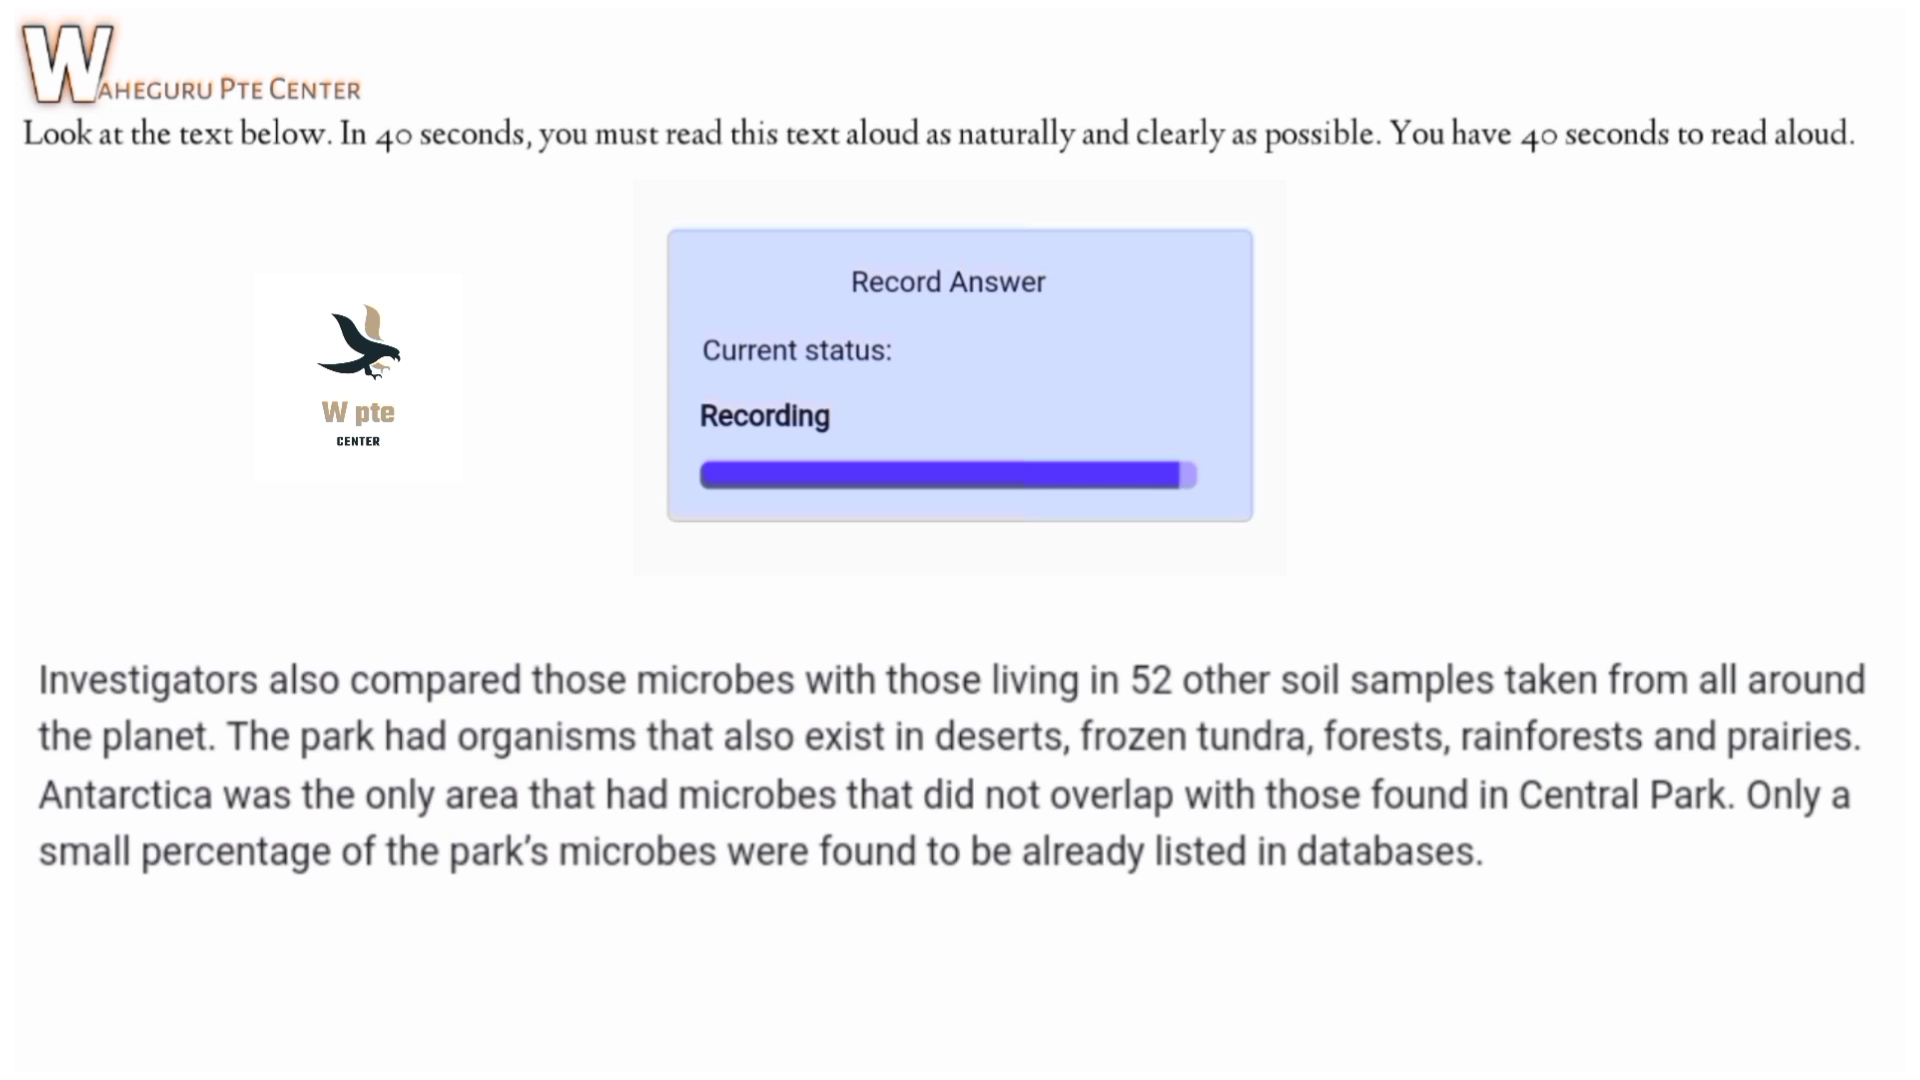 WAHEGURU PTE CENTER
Look at the text below. In 40 seconds, you must read this text aloud as naturally and clearly as possible. You have 40 seconds to read aloud.
Record Answer
Current status:
Recording
W pte
CENTER
Investigators also compared those microbes with those living in 52 other soil samples taken from all around
the planet. The park had organisms that also exist in deserts, frozen tundra, forests, rainforests and prairies.
Antarctica was the only area that had microbes that did not overlap with those found in Central Park. Only a
small percentage of the park’s microbes were found to be already listed in databases.